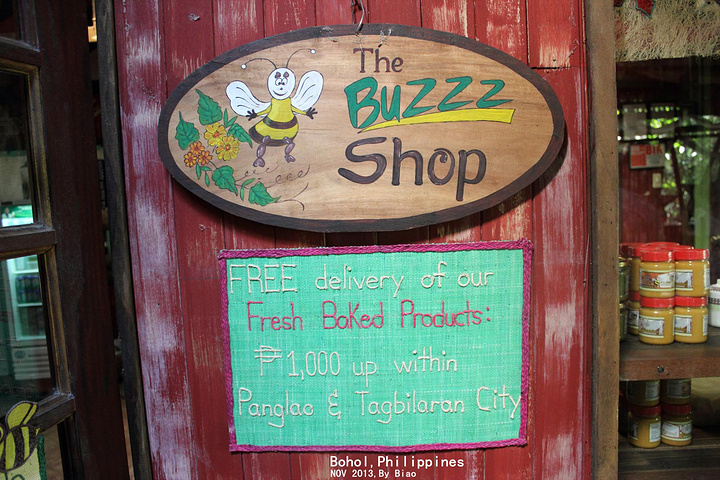 The
Buzzz
Shop
FREE delivery of our
Fresh Baked Products:
₱1,000 up within
Panglao & Tagbilaran City
Bohol,Philippines
NOV 2013,By Biao